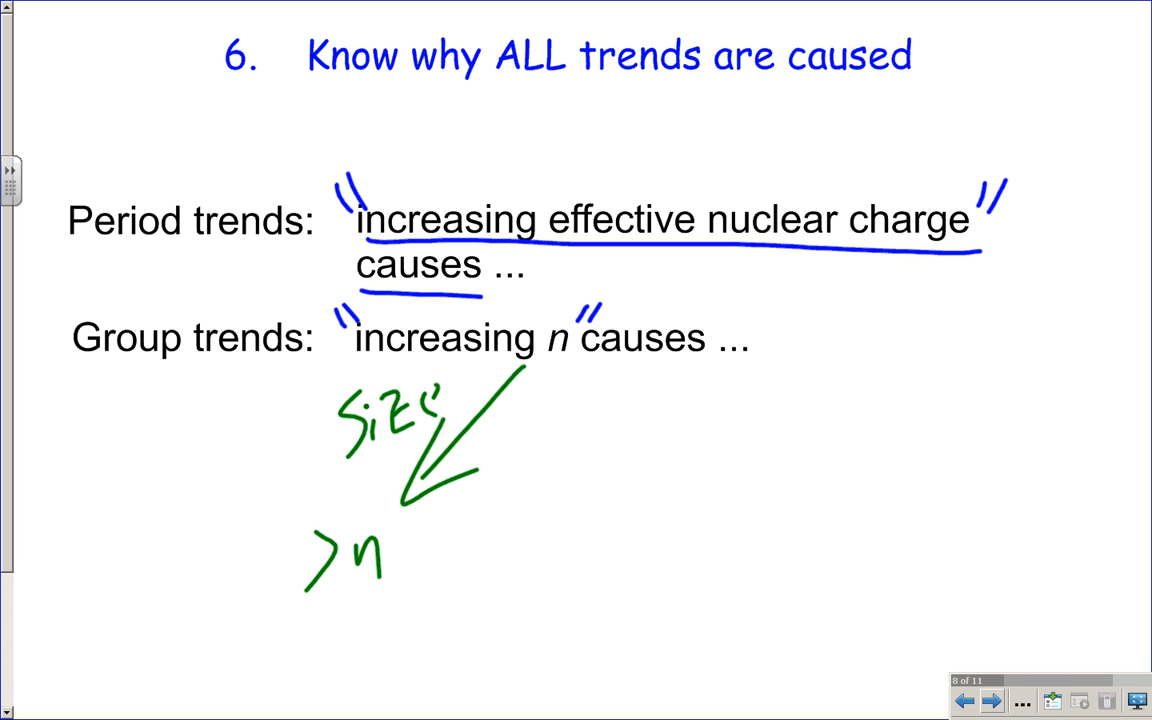 6. Know why ALL trends are caused
Period trends: "increasing effective nuclear charge"
causes ...
Group trends: "increasing n" causes ...
size
> n
8 of 11